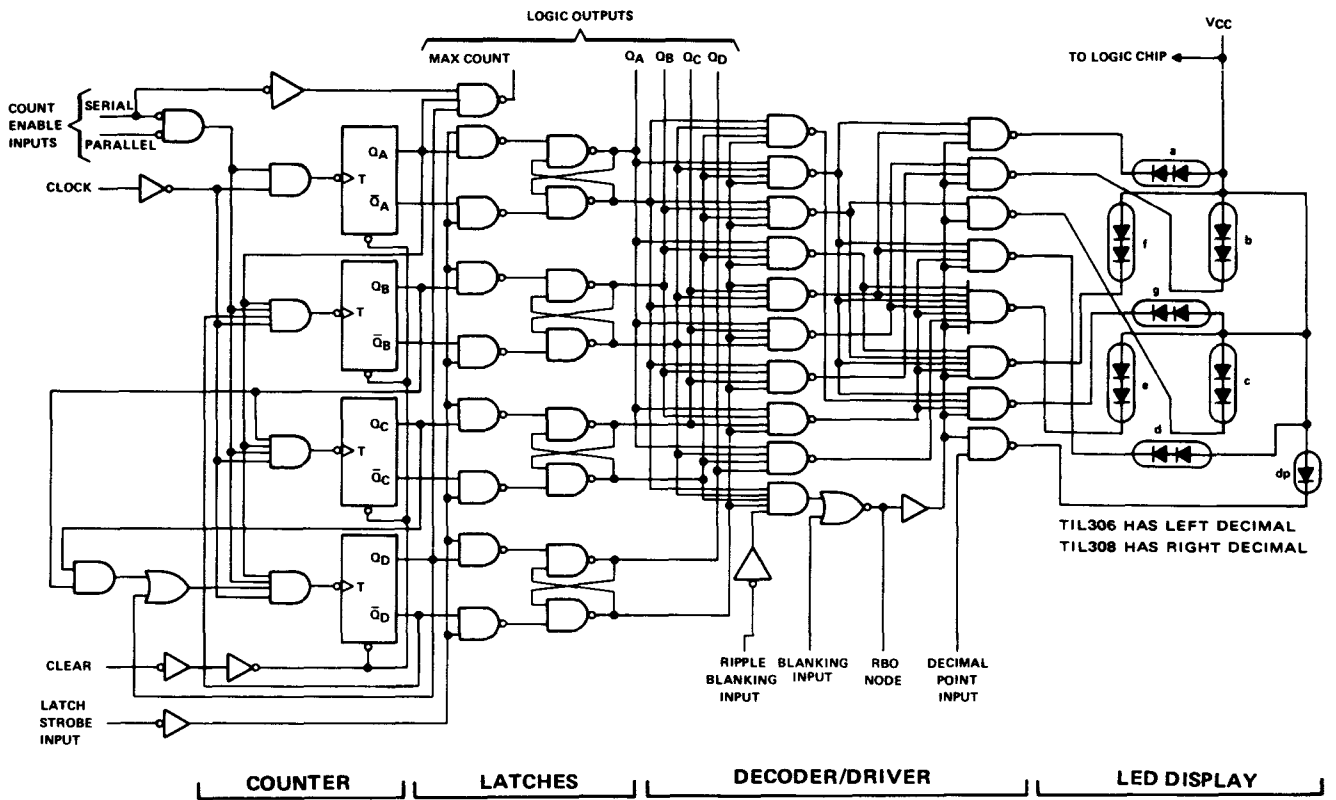 LOGIC OUTPUTS
MAX COUNT
QA QB QC QD
VCC
TO LOGIC CHIP
COUNT
ENABLE
INPUTS
SERIAL
PARALLEL
CLOCK
T
QA
Q̅A
T
QB
Q̅B
T
QC
Q̅C
T
QD
Q̅D
CLEAR
LATCH
STROBE
INPUT
RIPPLE
BLANKING
INPUT
BLANKING
INPUT
RBO
NODE
DECIMAL
POINT
INPUT
a
f
b
g
e
c
d
dp
TIL306 HAS LEFT DECIMAL
TIL308 HAS RIGHT DECIMAL
COUNTER
LATCHES
DECODER/DRIVER
LED DISPLAY